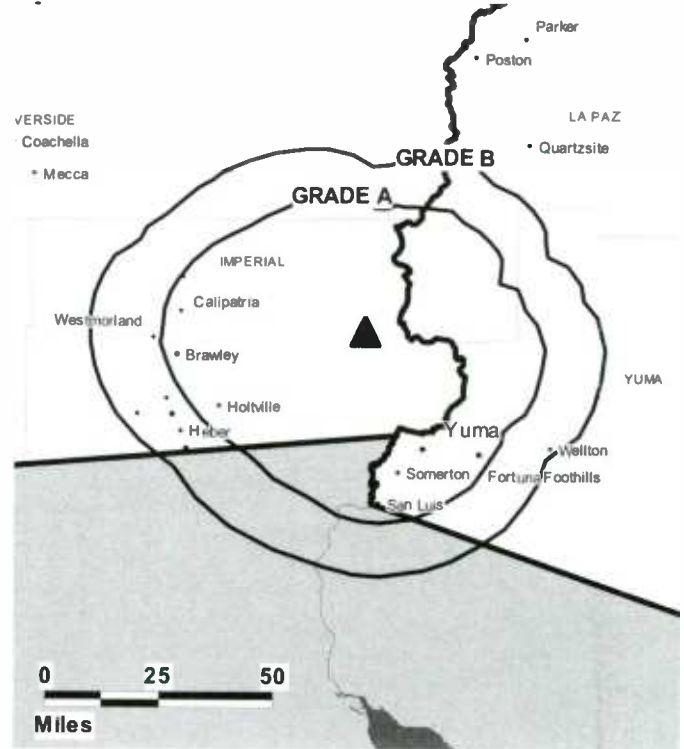 Parker
Poston
VERSIDE
LA PAZ
Coachella
Quartzsite
GRADE B
Mecca
GRADE A
IMPERIAL
Calipatria
Westmorland
Brawley
YUMA
Holtville
Heber
Yuma
Wellton
Somerton
Fortuna Foothills
San Luis
0 25 50
Miles